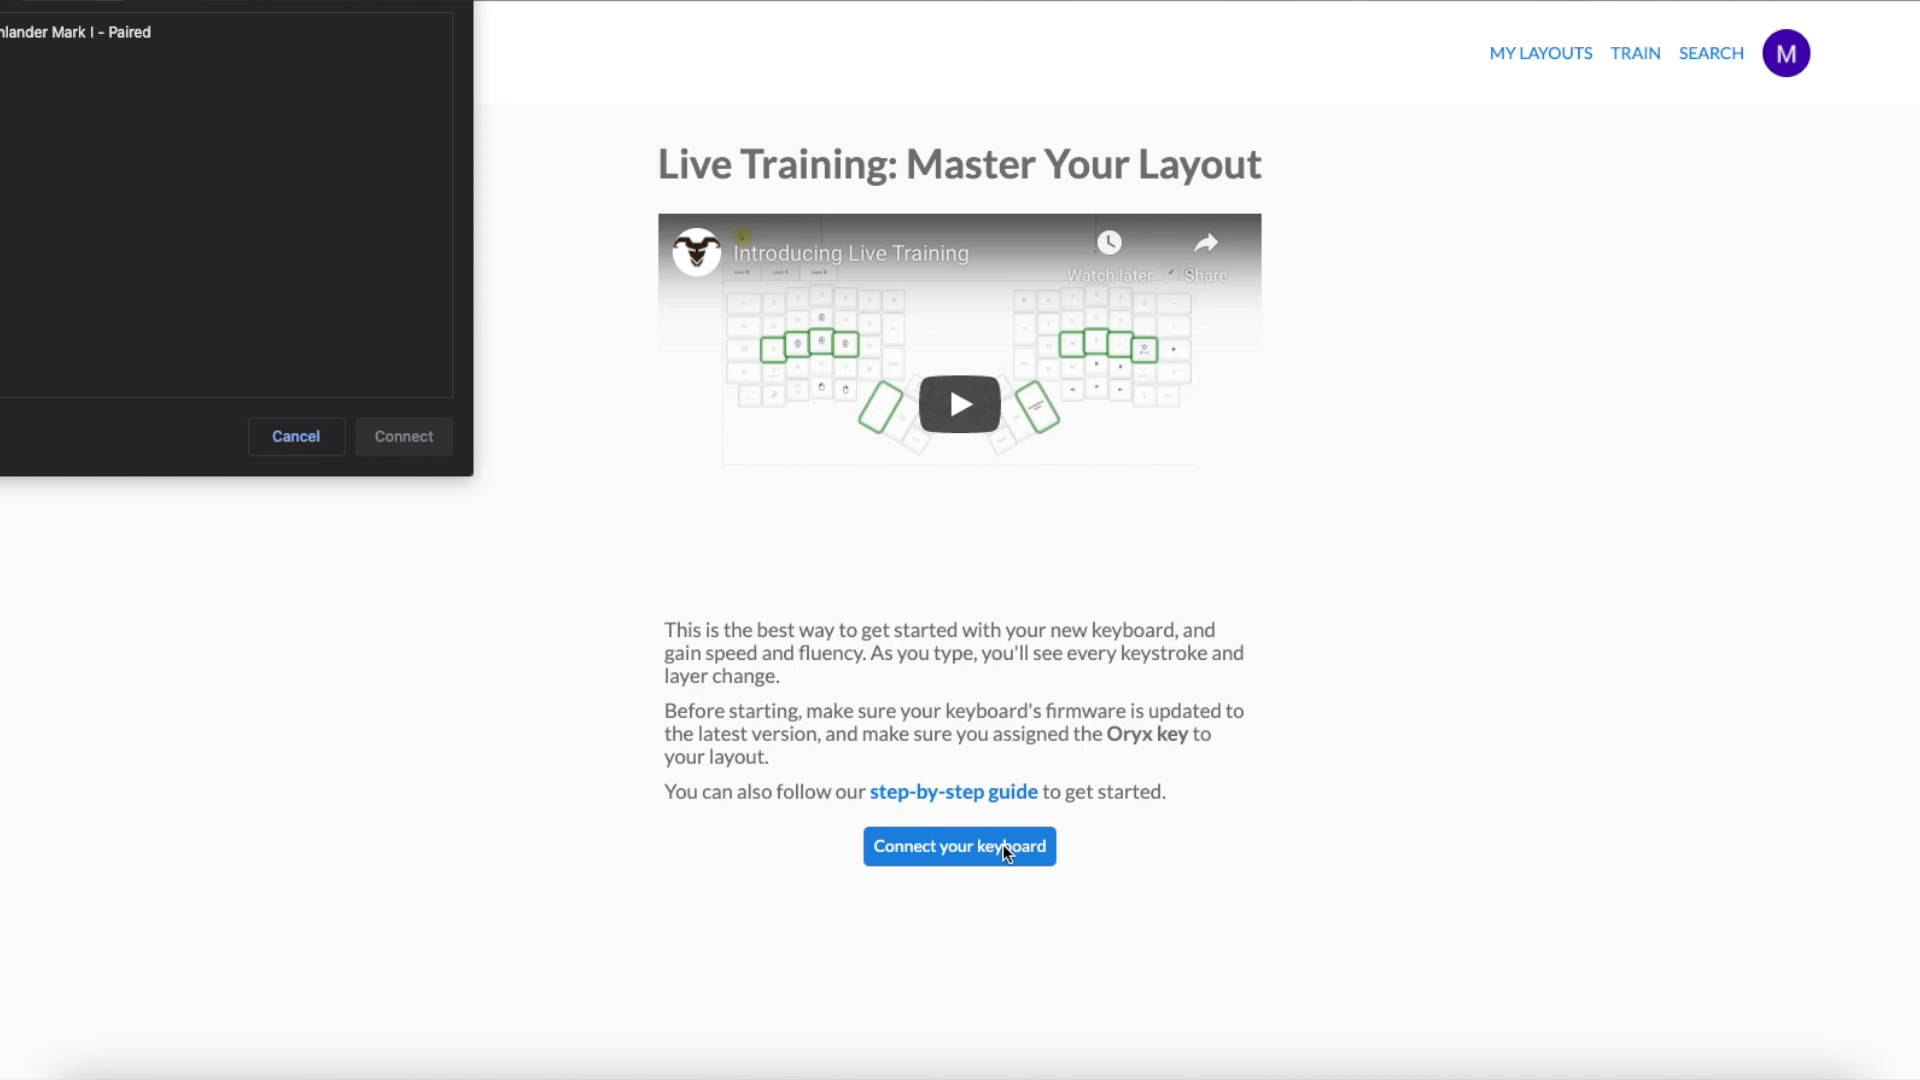 nlander Mark I - Paired
Cancel
Connect
MY LAYOUTS
TRAIN
SEARCH
M
Live Training: Master Your Layout
Introducing Live Training
Watch later
Share
This is the best way to get started with your new keyboard, and
gain speed and fluency. As you type, you'll see every keystroke and
layer change.
Before starting, make sure your keyboard's firmware is updated to
the latest version, and make sure you assigned the Oryx key to
your layout.
You can also follow our step-by-step guide to get started.
Connect your keyboard